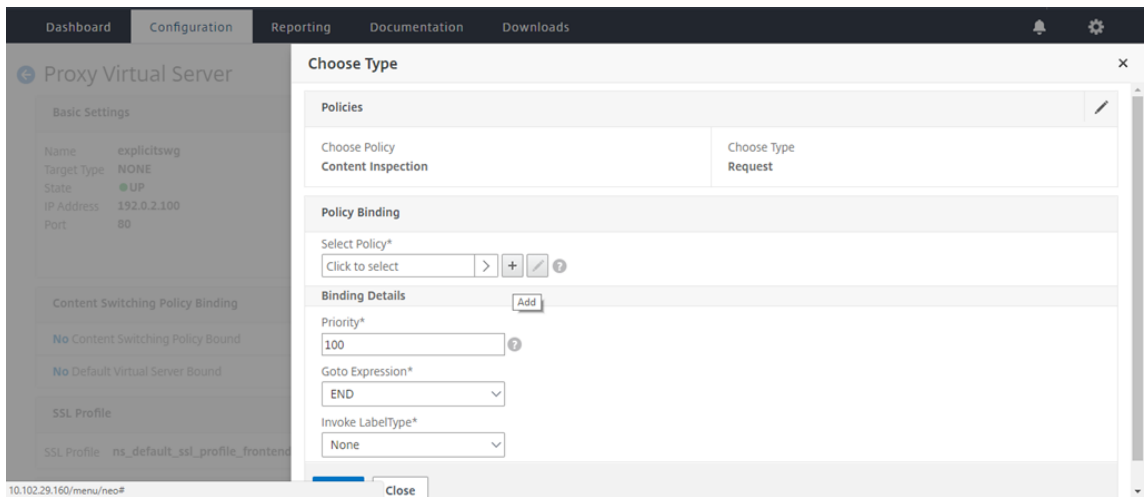 Dashboard Configuration Reporting Documentation Downloads
Proxy Virtual Server
Basic Settings
Name explicitswg
Target Type NONE
State UP
IP Address 192.0.2.100
Port 80
Content Switching Policy Binding
No Content Switching Policy Bound
No Default Virtual Server Bound
SSL Profile
SSL Profile ns_default_ssl_profile_frontend
10.102.29.160/menu/neo#
Choose Type
Policies
Choose Policy Choose Type
Content Inspection Request
Policy Binding
Select Policy*
Click to select
Add
Binding Details
Priority*
100
Goto Expression*
END
Invoke LabelType*
None
Close